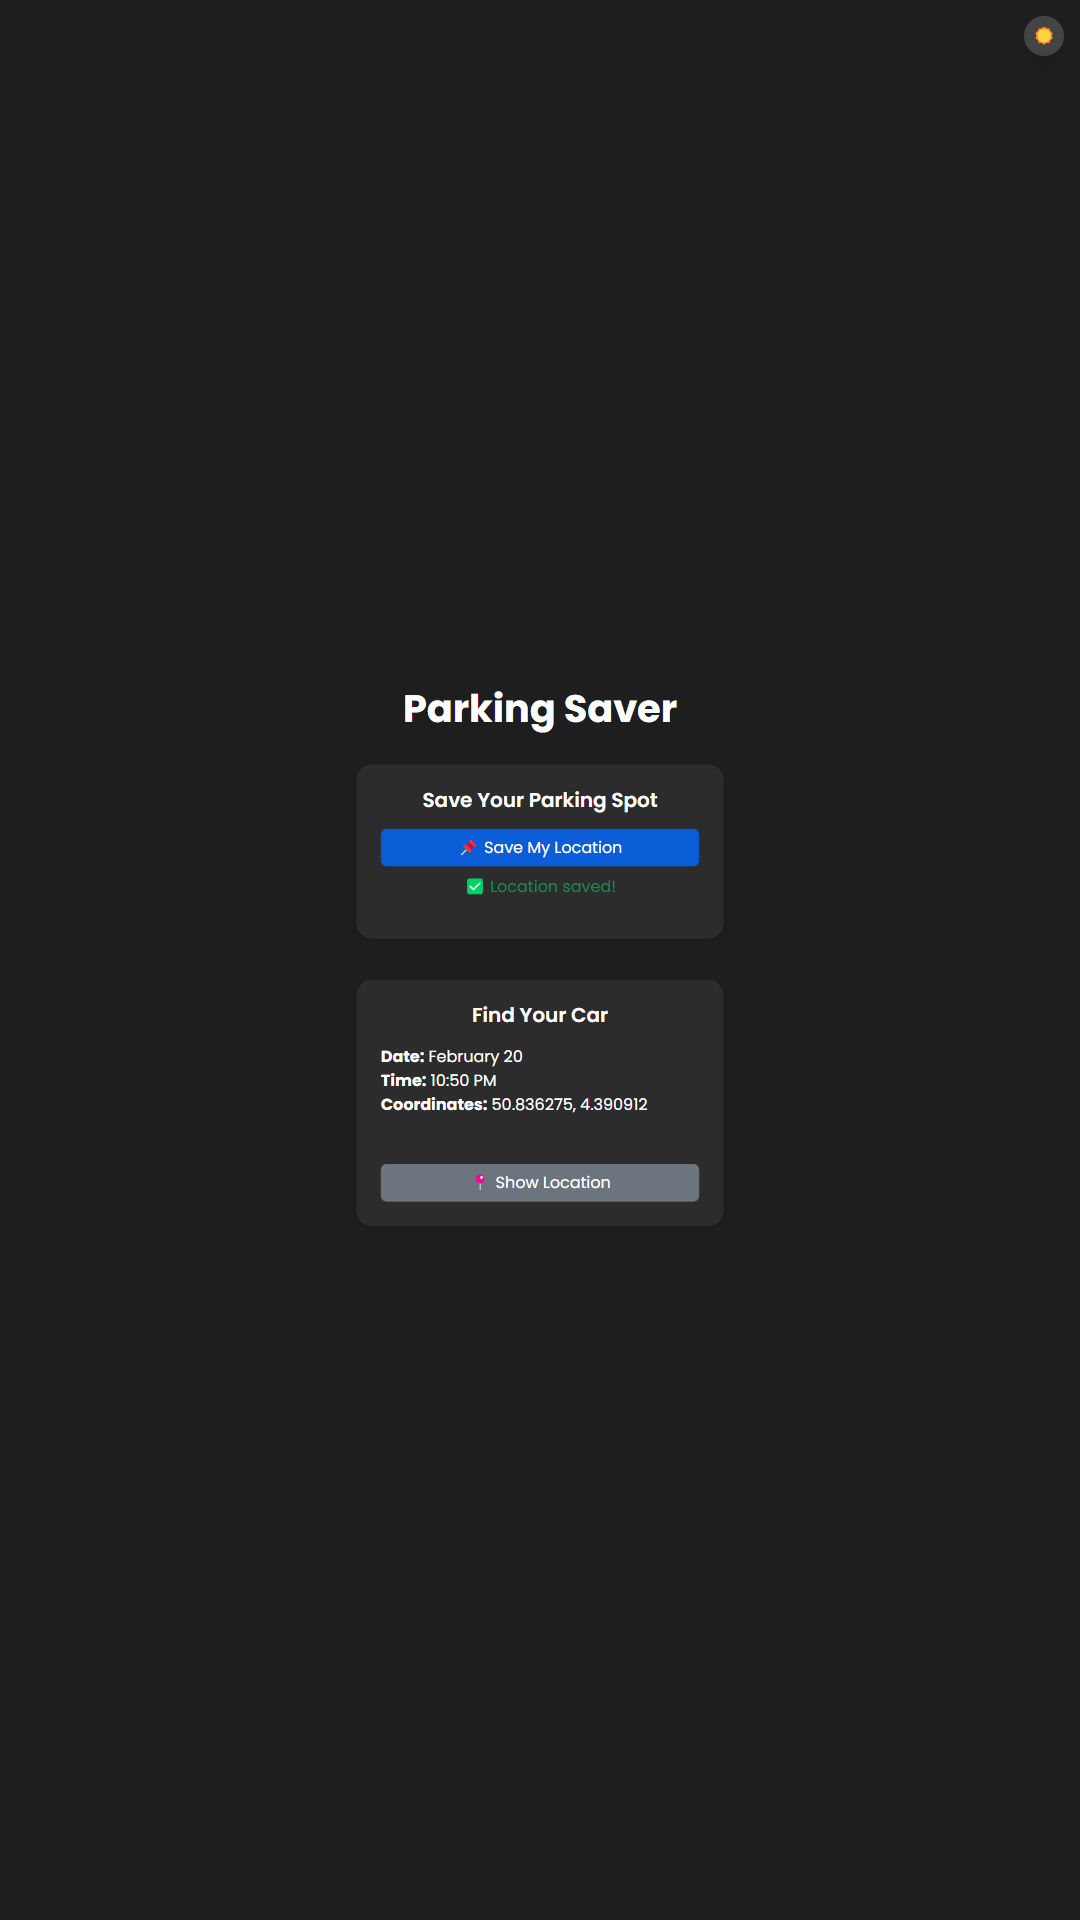 Parking Saver
Save Your Parking Spot
📌 Save My Location
✅ Location saved!
Find Your Car
Date: February 20
Time: 10:50 PM
Coordinates: 50.836275, 4.390912
📍 Show Location